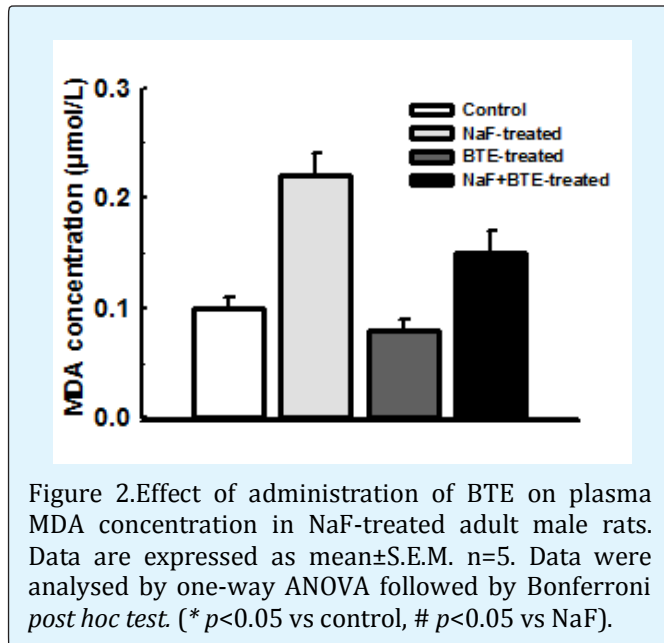 0.3
0.2
0.1
0.0
MDA concentration (µmol/L)
Control
NaF-treated
BTE-treated
NaF+BTE-treated
Figure 2.Effect of administration of BTE on plasma
MDA concentration in NaF-treated adult male rats.
Data are expressed as mean±S.E.M. n=5. Data were
analysed by one-way ANOVA followed by Bonferroni
post hoc test. (* p<0.05 vs control, # p<0.05 vs NaF).